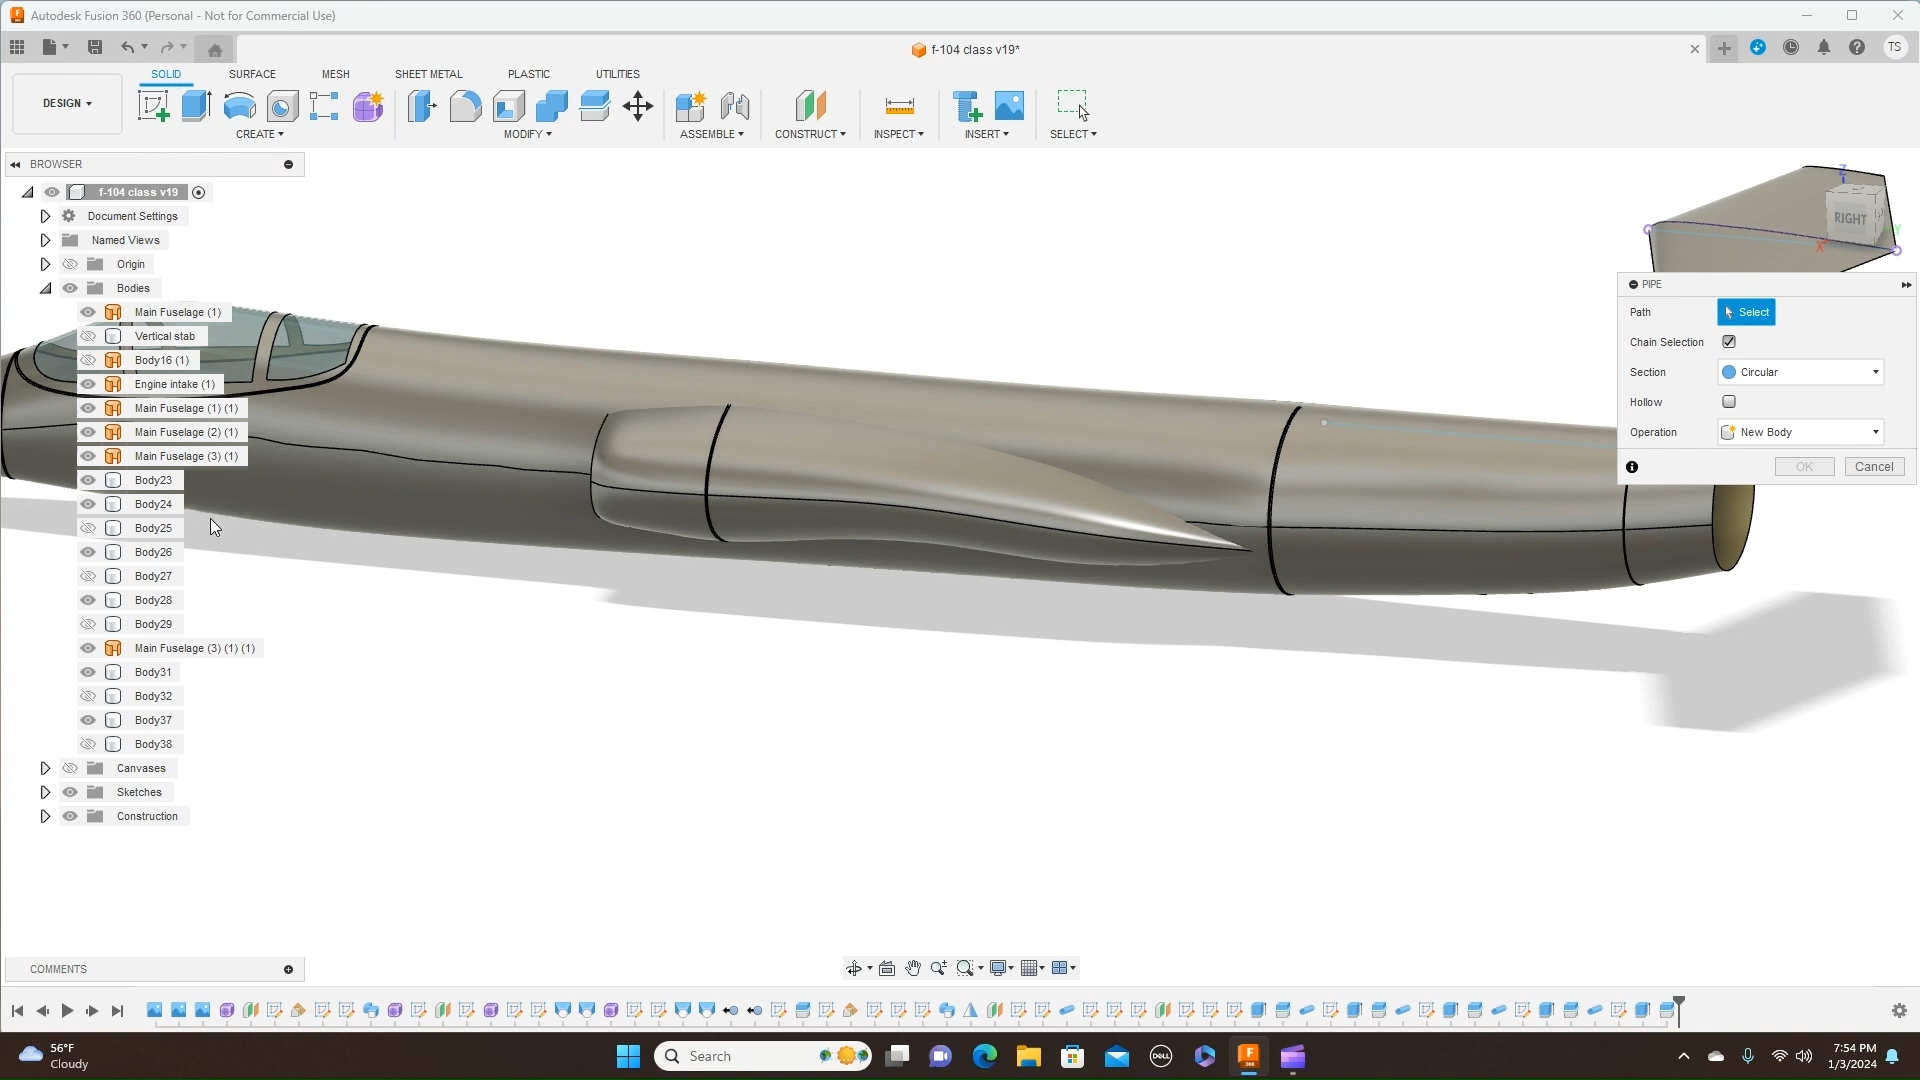 Autodesk Fusion 360 (Personal - Not for Commercial Use)
f-104 class v19*
TS
DESIGN
SOLID SURFACE MESH SHEET METAL PLASTIC UTILITIES
CREATE MODIFY ASSEMBLE CONSTRUCT INSPECT INSERT SELECT
BROWSER
f-104 class v19
Document Settings
Named Views
Origin
Bodies
Main Fuselage (1)
Vertical stab
Body16 (1)
Engine intake (1)
Main Fuselage (1) (1)
Main Fuselage (2) (1)
Main Fuselage (3) (1)
Body23
Body24
Body25
Body26
Body27
Body28
Body29
Main Fuselage (3) (1) (1)
Body31
Body32
Body37
Body38
Canvases
Sketches
Construction
Z
RIGHT
Y
X
PIPE
Path Select
Chain Selection
Section Circular
Hollow
Operation New Body
OK Cancel
COMMENTS
56°F
Cloudy
Search
DELL
F
360
7:54 PM
1/3/2024